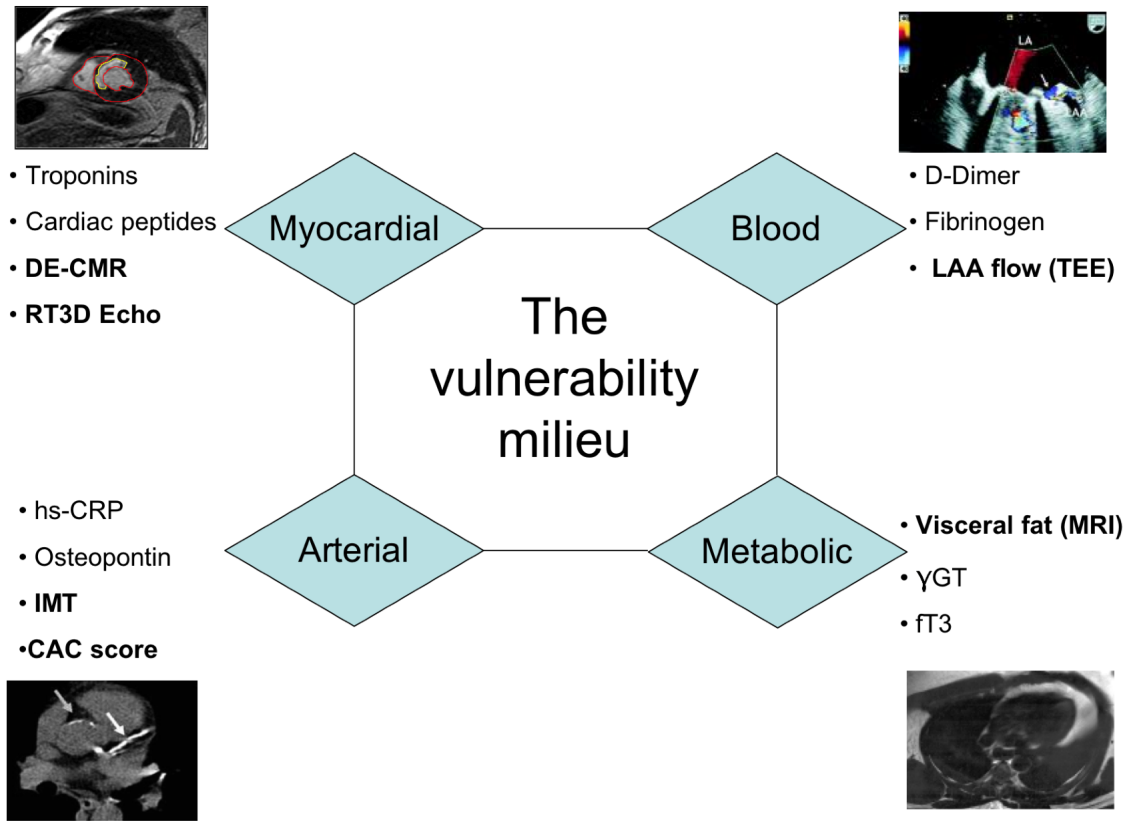 LA
LAA
• Troponins
• Cardiac peptides
• DE-CMR
• RT3D Echo
Myocardial
Blood
• D-Dimer
• Fibrinogen
• LAA flow (TEE)
The
vulnerability
milieu
• hs-CRP
• Osteopontin
• IMT
•CAC score
Arterial
Metabolic
• Visceral fat (MRI)
• ɣGT
• fT3